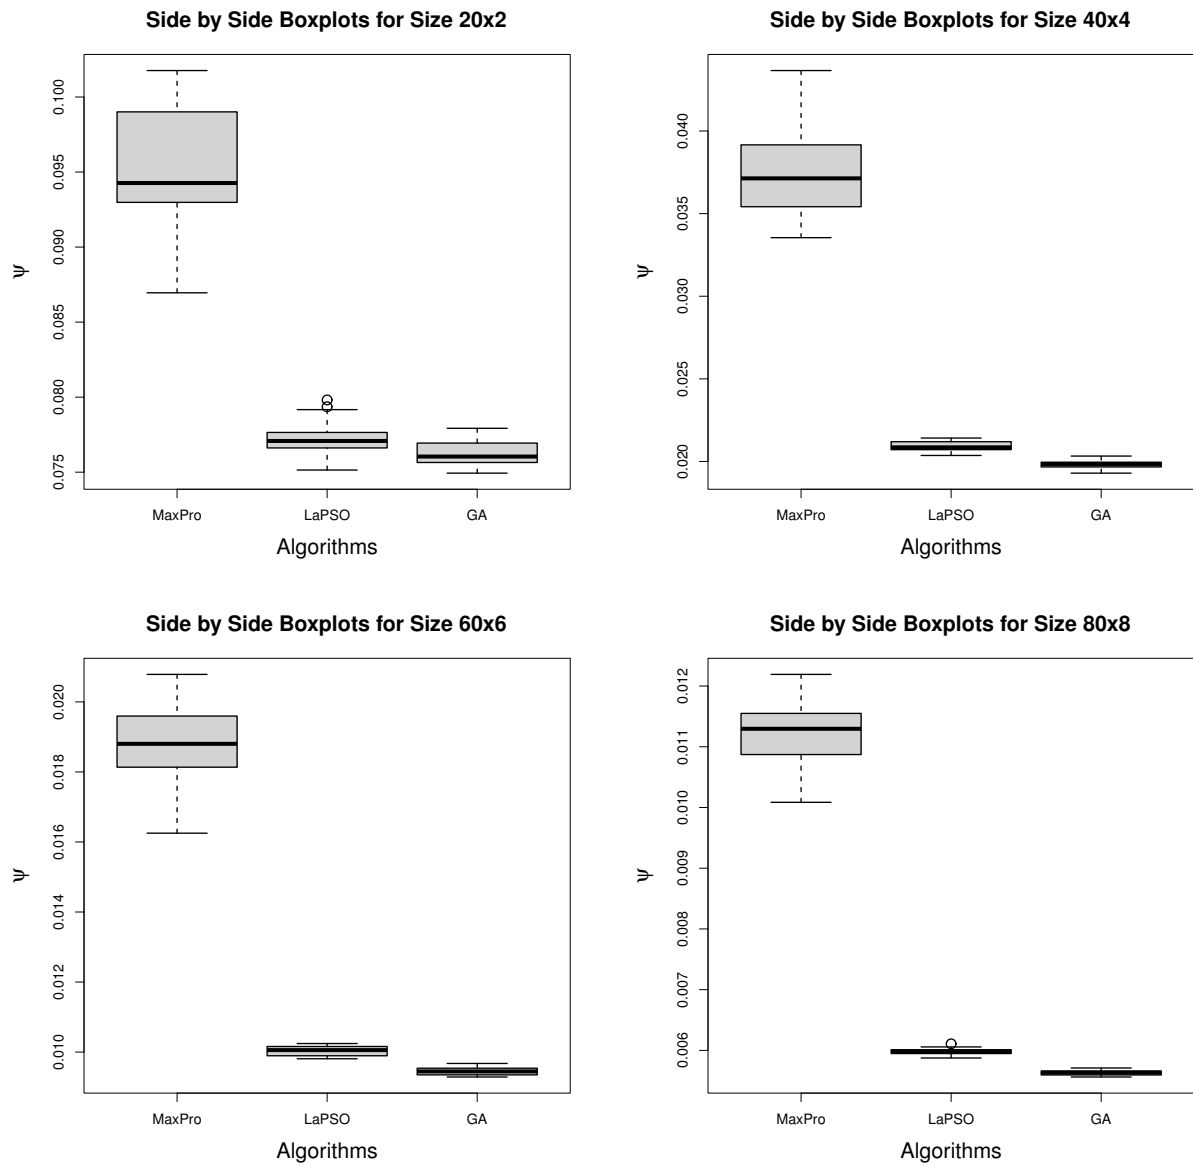 Side by Side Boxplots for Size 20x2
ψ
0.100
0.095
0.090
0.085
0.080
0.075
MaxPro LaPSO GA
Algorithms
Side by Side Boxplots for Size 40x4
ψ
0.040
0.035
0.030
0.025
0.020
MaxPro LaPSO GA
Algorithms
Side by Side Boxplots for Size 60x6
ψ
0.020
0.018
0.016
0.014
0.012
0.010
MaxPro LaPSO GA
Algorithms
Side by Side Boxplots for Size 80x8
ψ
0.012
0.011
0.010
0.009
0.008
0.007
0.006
MaxPro LaPSO GA
Algorithms